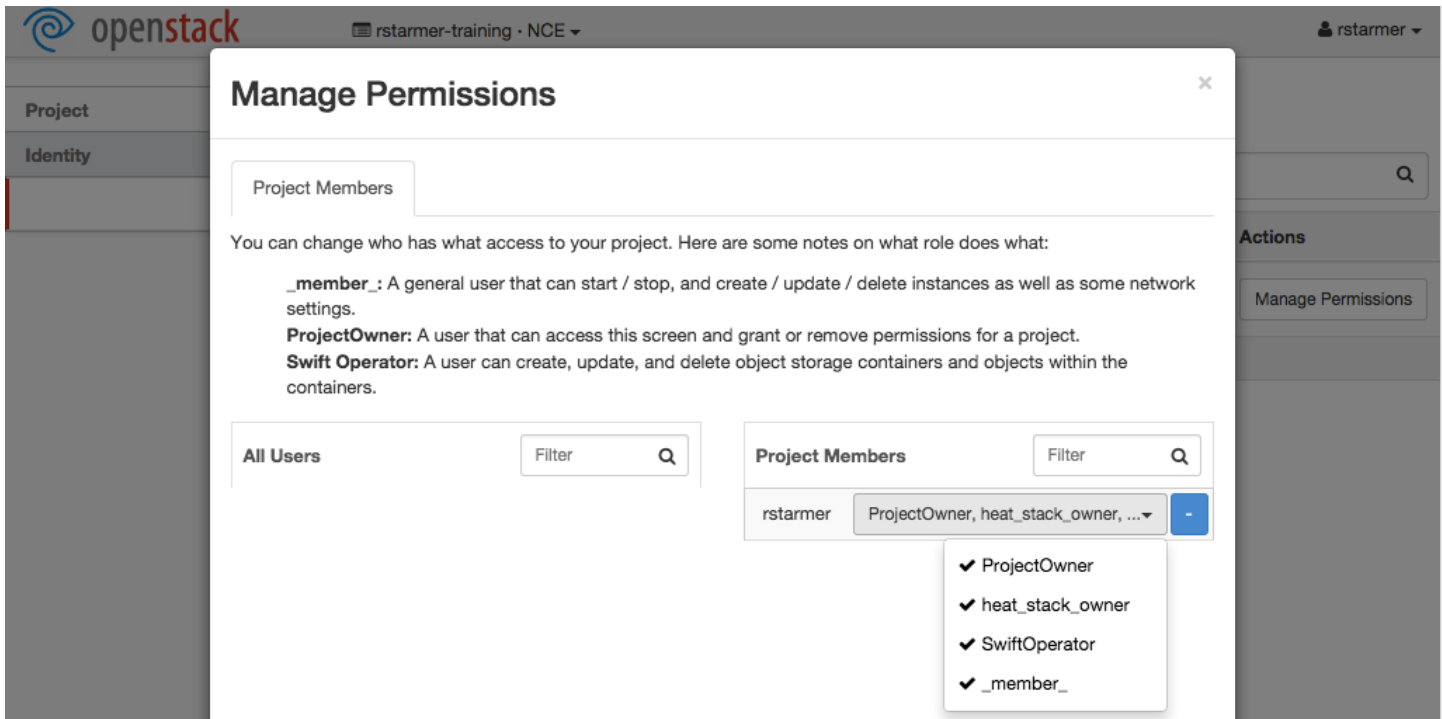 openstack
rstarmer-training · NCE
rstarmer
Manage Permissions
×
Project
Identity
Project Members
You can change who has what access to your project. Here are some notes on what role does what:
_member_: A general user that can start / stop, and create / update / delete instances as well as some network
settings.
ProjectOwner: A user that can access this screen and grant or remove permissions for a project.
Swift Operator: A user can create, update, and delete object storage containers and objects within the
containers.
Actions
Manage Permissions
All Users
Filter
Project Members
Filter
rstarmer
ProjectOwner, heat_stack_owner, ...
-
ProjectOwner
heat_stack_owner
SwiftOperator
_member_